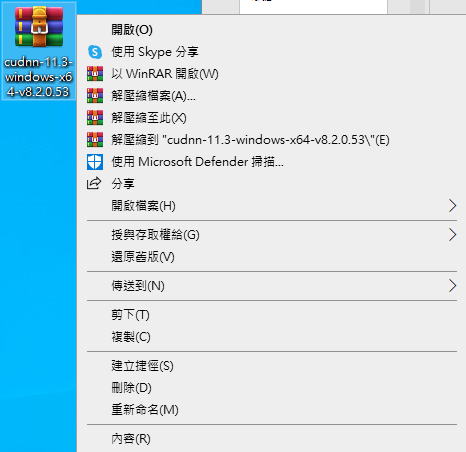 cudnn-11.3-
windows-x6
4-v8.2.0.53
開啟(O)
使用 Skype 分享
以 WinRAR 開啟(W)
解壓縮檔案(A)...
解壓縮至此(X)
解壓縮到 "cudnn-11.3-windows-x64-v8.2.0.53\"(E)
使用 Microsoft Defender 掃描...
分享
開啟檔案(H)
授與存取權給(G)
還原舊版(V)
傳送到(N)
剪下(T)
複製(C)
建立捷徑(S)
刪除(D)
重新命名(M)
內容(R)